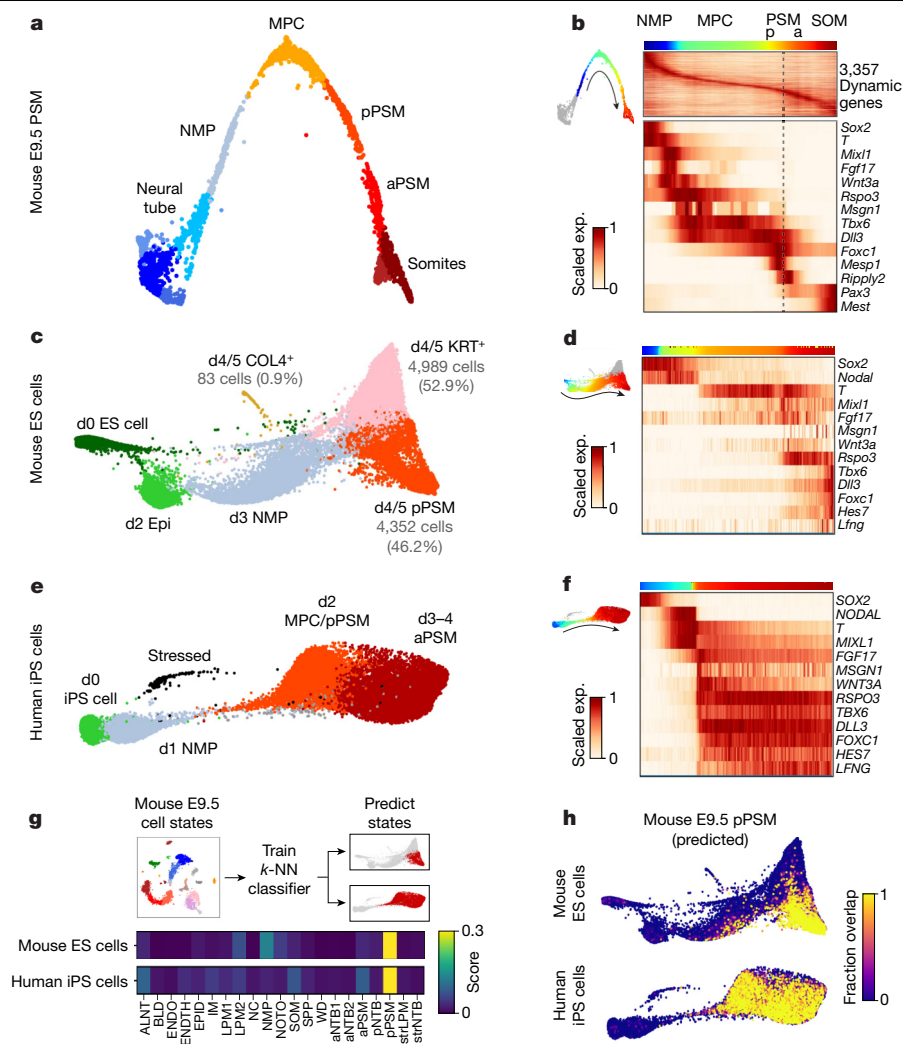 a
Mouse E9.5 PSM
MPC
NMP
pPSM
Neural
tube
aPSM
Somites
b
NMP
MPC
PSM
p a
SOM
3,357
Dynamic
genes
Scaled exp.
1
0
Sox2
T
Mixl1
Fgf17
Wnt3a
Rspo3
Msgn1
Tbx6
Dll3
Foxc1
Mesp1
Ripply2
Pax3
Mest
c
Mouse ES cells
d4/5 COL4+
83 cells (0.9%)
d4/5 KRT+
4,989 cells
(52.9%)
d0 ES cell
d2 Epi
d3 NMP
d4/5 pPSM
4,352 cells
(46.2%)
d
Scaled exp.
1
0
Sox2
Nodal
T
Mixl1
Fgf17
Msgn1
Wnt3a
Rspo3
Tbx6
Dll3
Foxc1
Hes7
Lfng
e
Human iPS cells
d2
MPC/pPSM
d3–4
aPSM
Stressed
d0
iPS cell
d1 NMP
f
Scaled exp.
1
0
SOX2
NODAL
T
MIXL1
FGF17
MSGN1
WNT3A
RSPO3
TBX6
DLL3
FOXC1
HES7
LFNG
g
Mouse E9.5
cell states
Train
k-NN
classifier
Predict
states
Mouse ES cells
Human iPS cells
0.3
Score
0
ALNT
BLD
ENDO
ENDTH
EPID
IM
LPM1
LPM2
NC
NMP
NOTO
SOM
SPP
WD
aNTB1
aNTB2
aPSM
pNTB
pPSM
strLPM
strNTB
h
Mouse E9.5 pPSM
(predicted)
Mouse
ES cells
Human
iPS cells
1
Fraction overlap
0